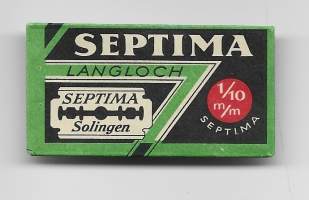 SEPTIMA
LANGLOCH
SEPTIMA
Solingen
1/10
m/m
SEPTIMA